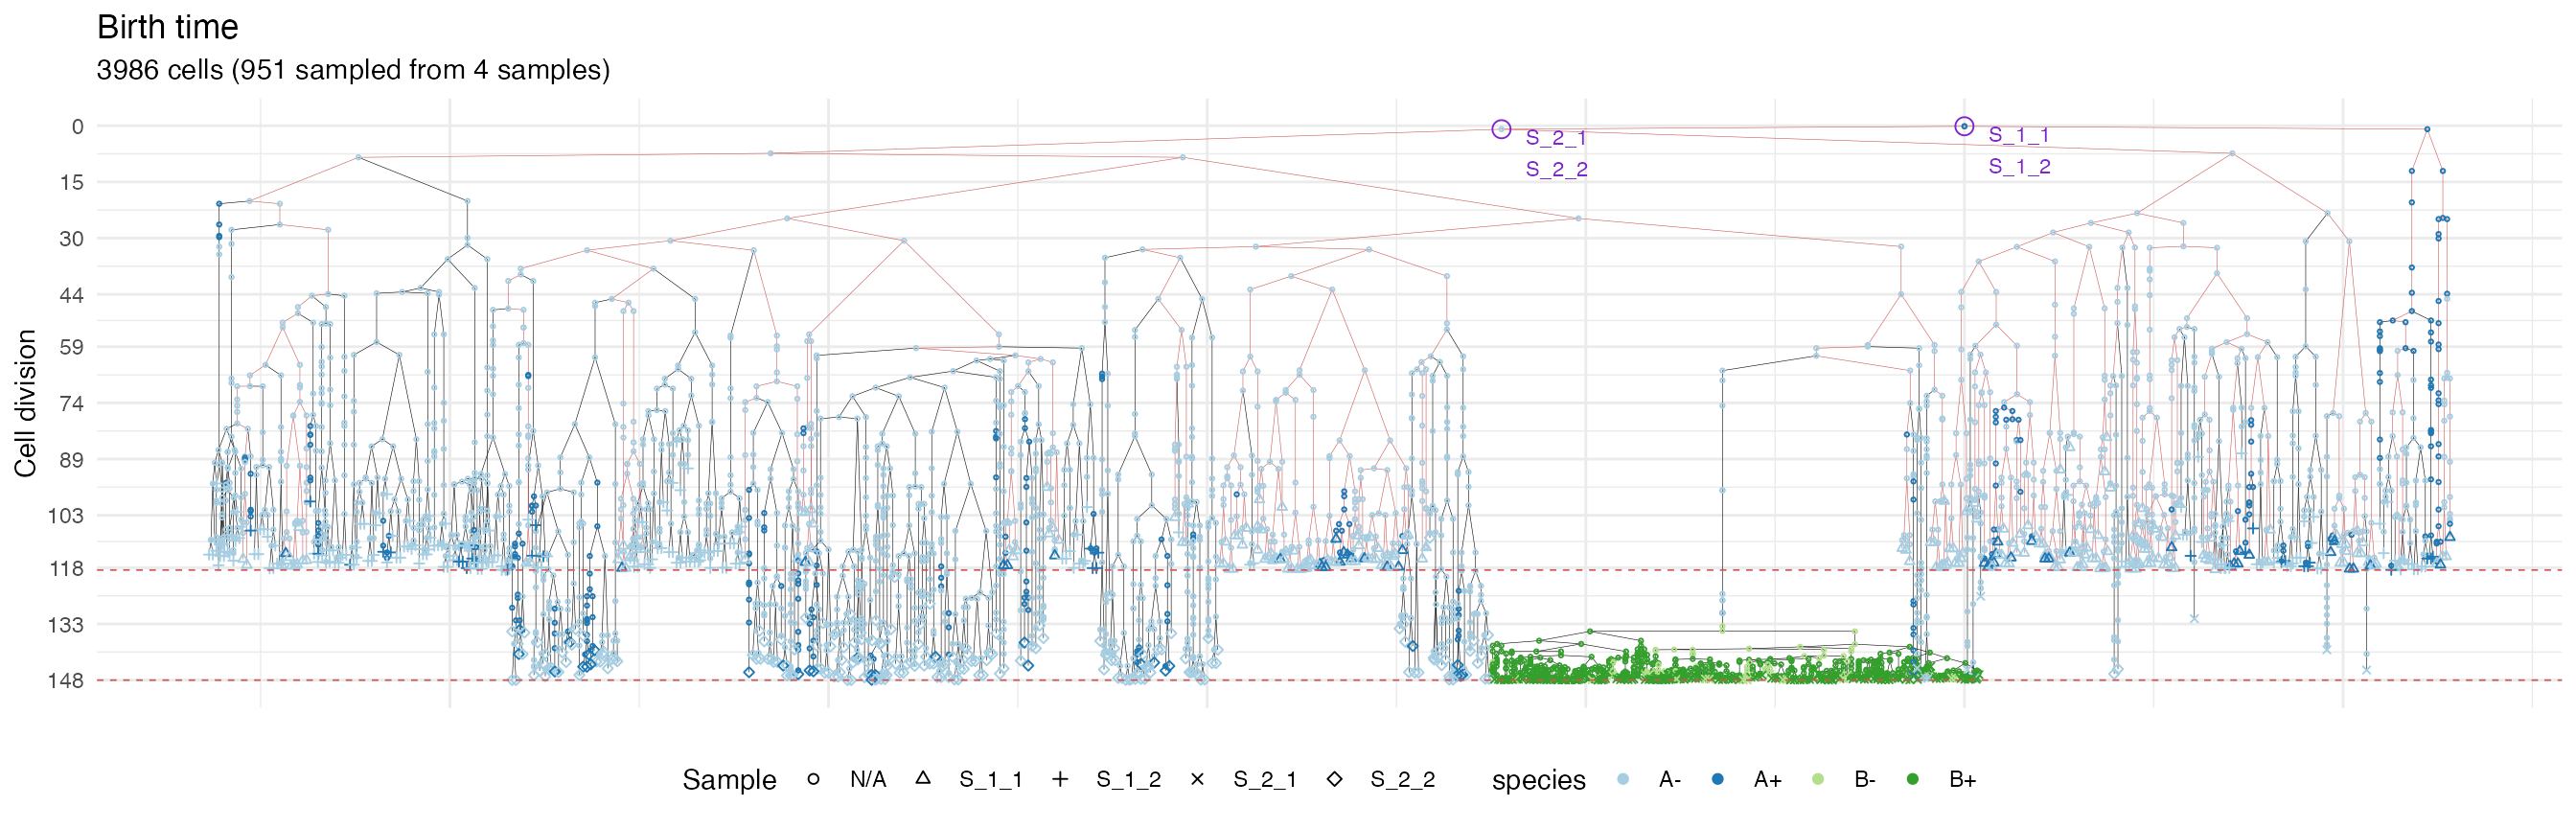 Birth time
3986 cells (951 sampled from 4 samples)
Cell division
0
15
30
44
59
74
89
103
118
133
148
S_2_1
S_2_2
S_1_1
S_1_2
Sample N/A S_1_1 S_1_2 S_2_1 S_2_2 species A- A+ B- B+